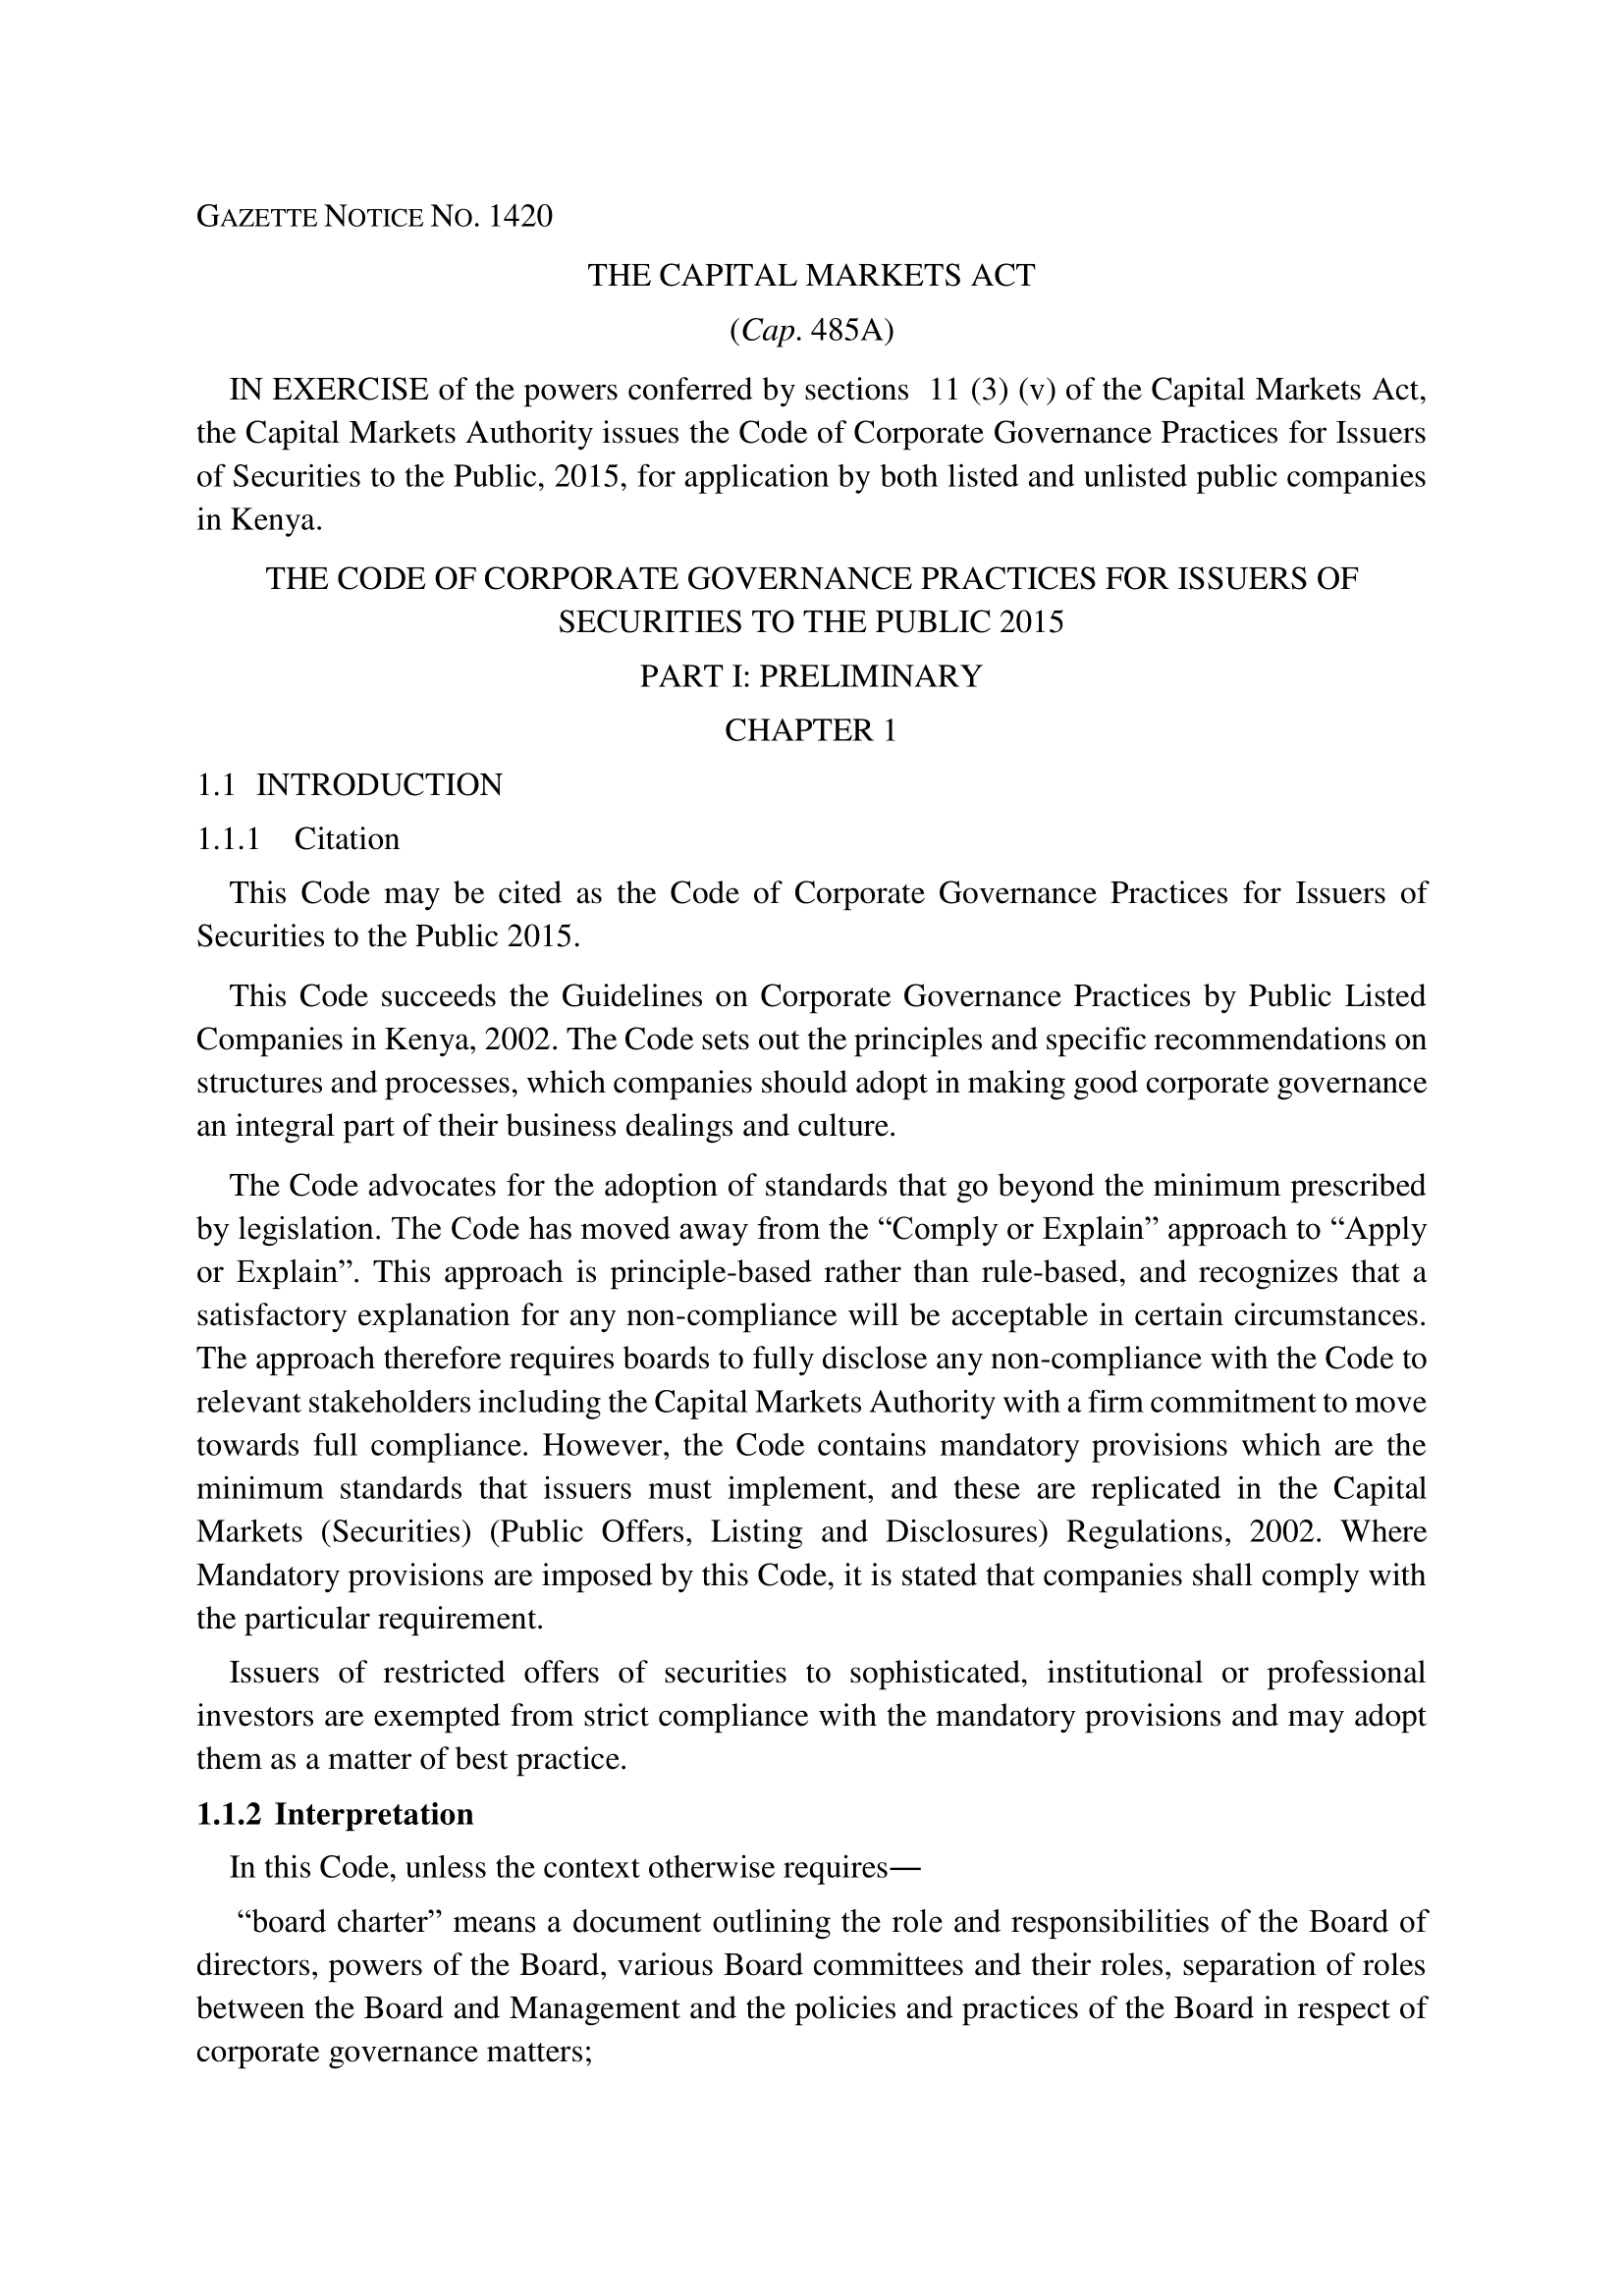 GAZETTE NOTICE NO. 1420
THE CAPITAL MARKETS ACT
(Cap. 485A)
IN EXERCISE of the powers conferred by sections 11 (3) (v) of the Capital Markets Act,
the Capital Markets Authority issues the Code of Corporate Governance Practices for Issuers
of Securities to the Public, 2015, for application by both listed and unlisted public companies
in Kenya.
THE CODE OF CORPORATE GOVERNANCE PRACTICES FOR ISSUERS OF
SECURITIES TO THE PUBLIC 2015
PART I: PRELIMINARY
CHAPTER 1
1.1 INTRODUCTION
1.1.1 Citation
This Code may be cited as the Code of Corporate Governance Practices for Issuers of
Securities to the Public 2015.
This Code succeeds the Guidelines on Corporate Governance Practices by Public Listed
Companies in Kenya, 2002. The Code sets out the principles and specific recommendations on
structures and processes, which companies should adopt in making good corporate governance
an integral part of their business dealings and culture.
The Code advocates for the adoption of standards that go beyond the minimum prescribed
by legislation. The Code has moved away from the “Comply or Explain” approach to “Apply
or Explain”. This approach is principle-based rather than rule-based, and recognizes that a
satisfactory explanation for any non-compliance will be acceptable in certain circumstances.
The approach therefore requires boards to fully disclose any non-compliance with the Code to
relevant stakeholders including the Capital Markets Authority with a firm commitment to move
towards full compliance. However, the Code contains mandatory provisions which are the
minimum standards that issuers must implement, and these are replicated in the Capital
Markets (Securities) (Public Offers, Listing and Disclosures) Regulations, 2002. Where
Mandatory provisions are imposed by this Code, it is stated that companies shall comply with
the particular requirement.
Issuers of restricted offers of securities to sophisticated, institutional or professional
investors are exempted from strict compliance with the mandatory provisions and may adopt
them as a matter of best practice.
1.1.2 Interpretation
In this Code, unless the context otherwise requires—
“board charter” means a document outlining the role and responsibilities of the Board of
directors, powers of the Board, various Board committees and their roles, separation of roles
between the Board and Management and the policies and practices of the Board in respect of
corporate governance matters;